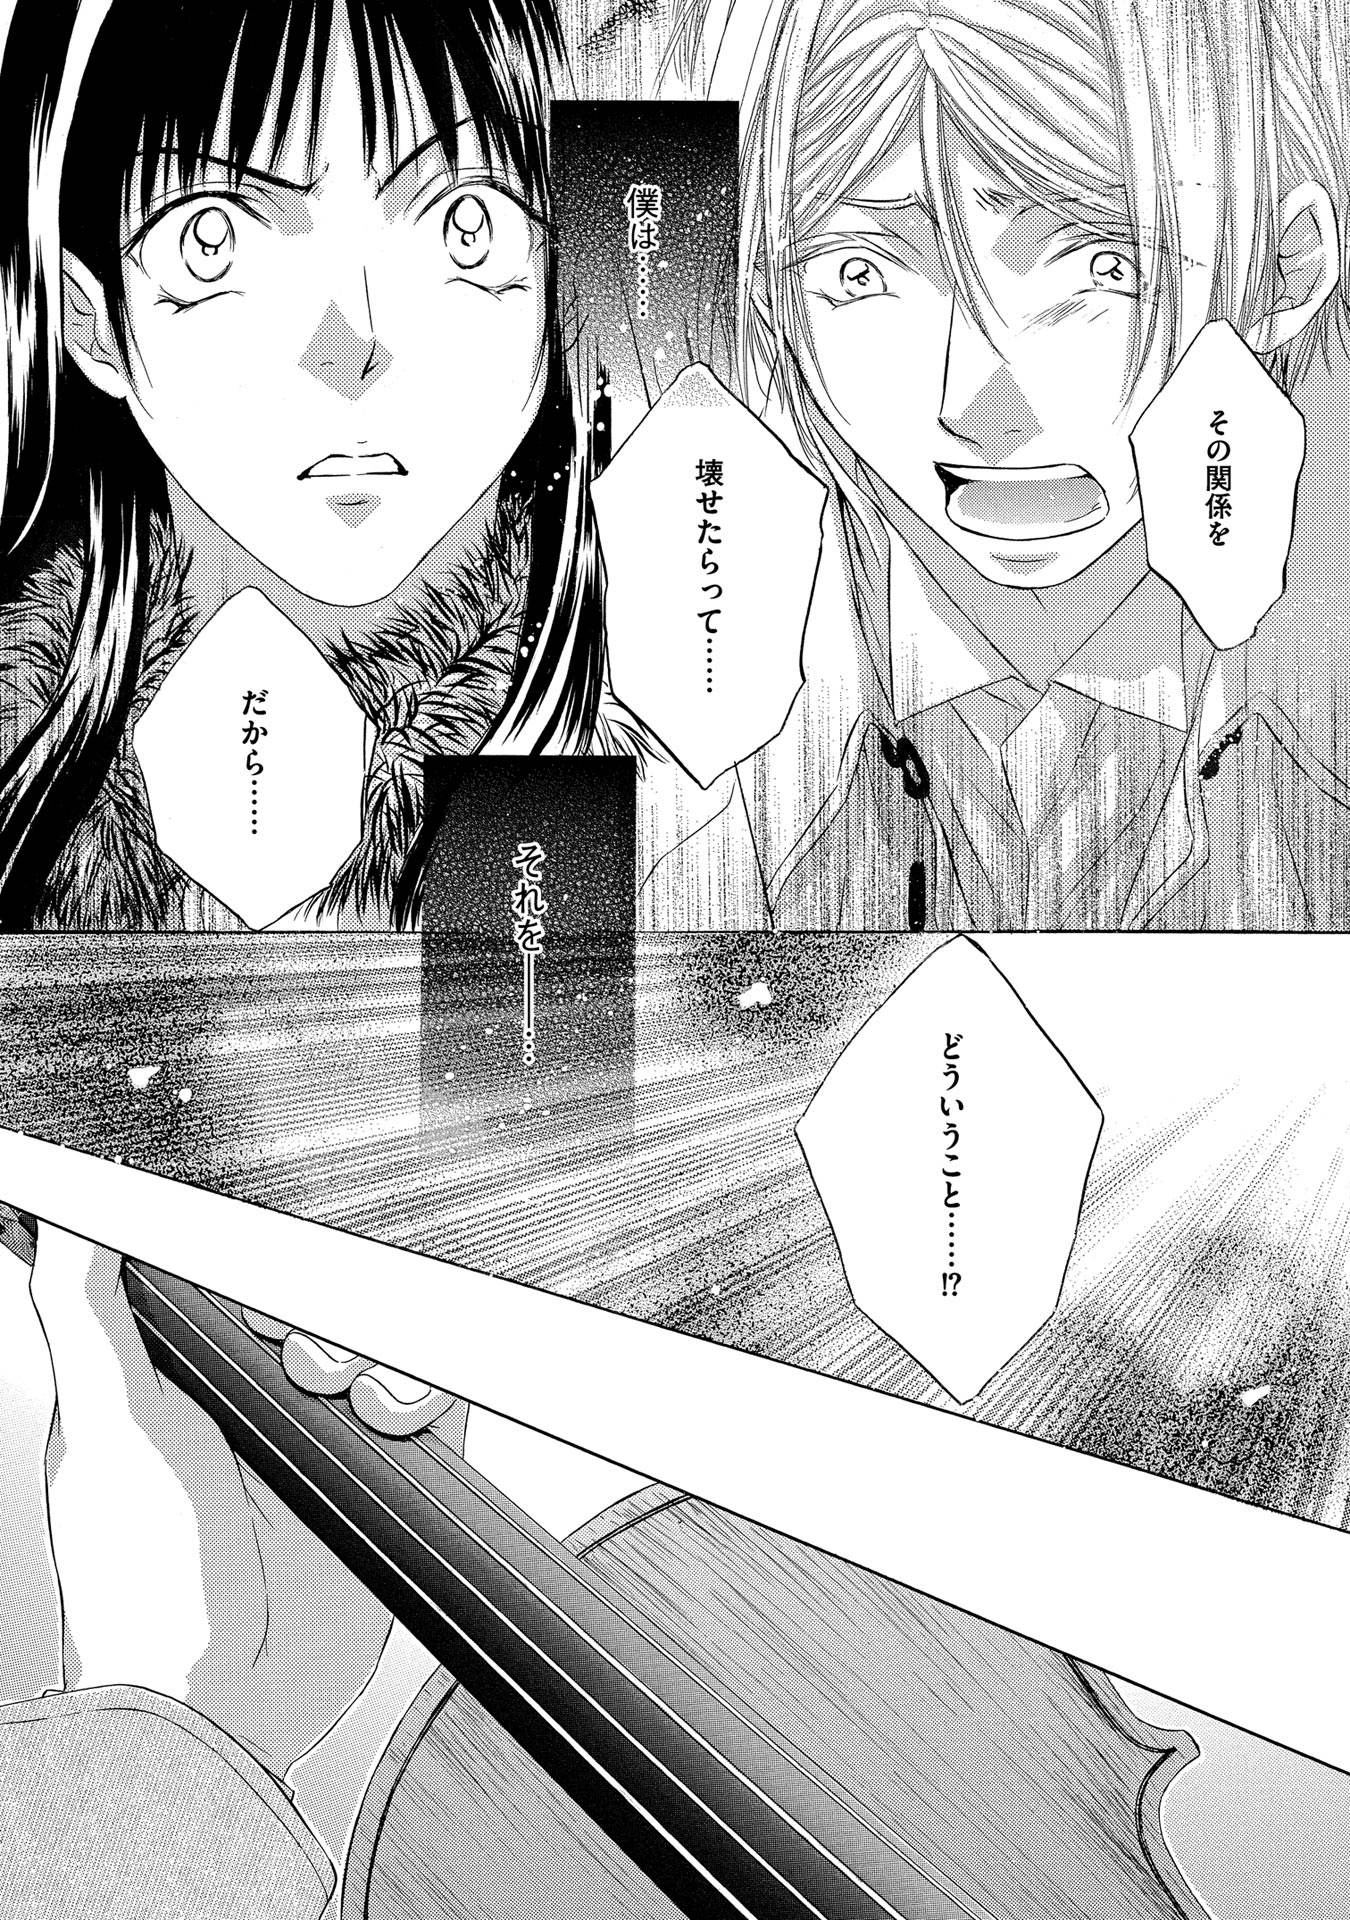 その関係を
僕は……
壊せたらって……
だから……
それを――……
どういうこと……!?